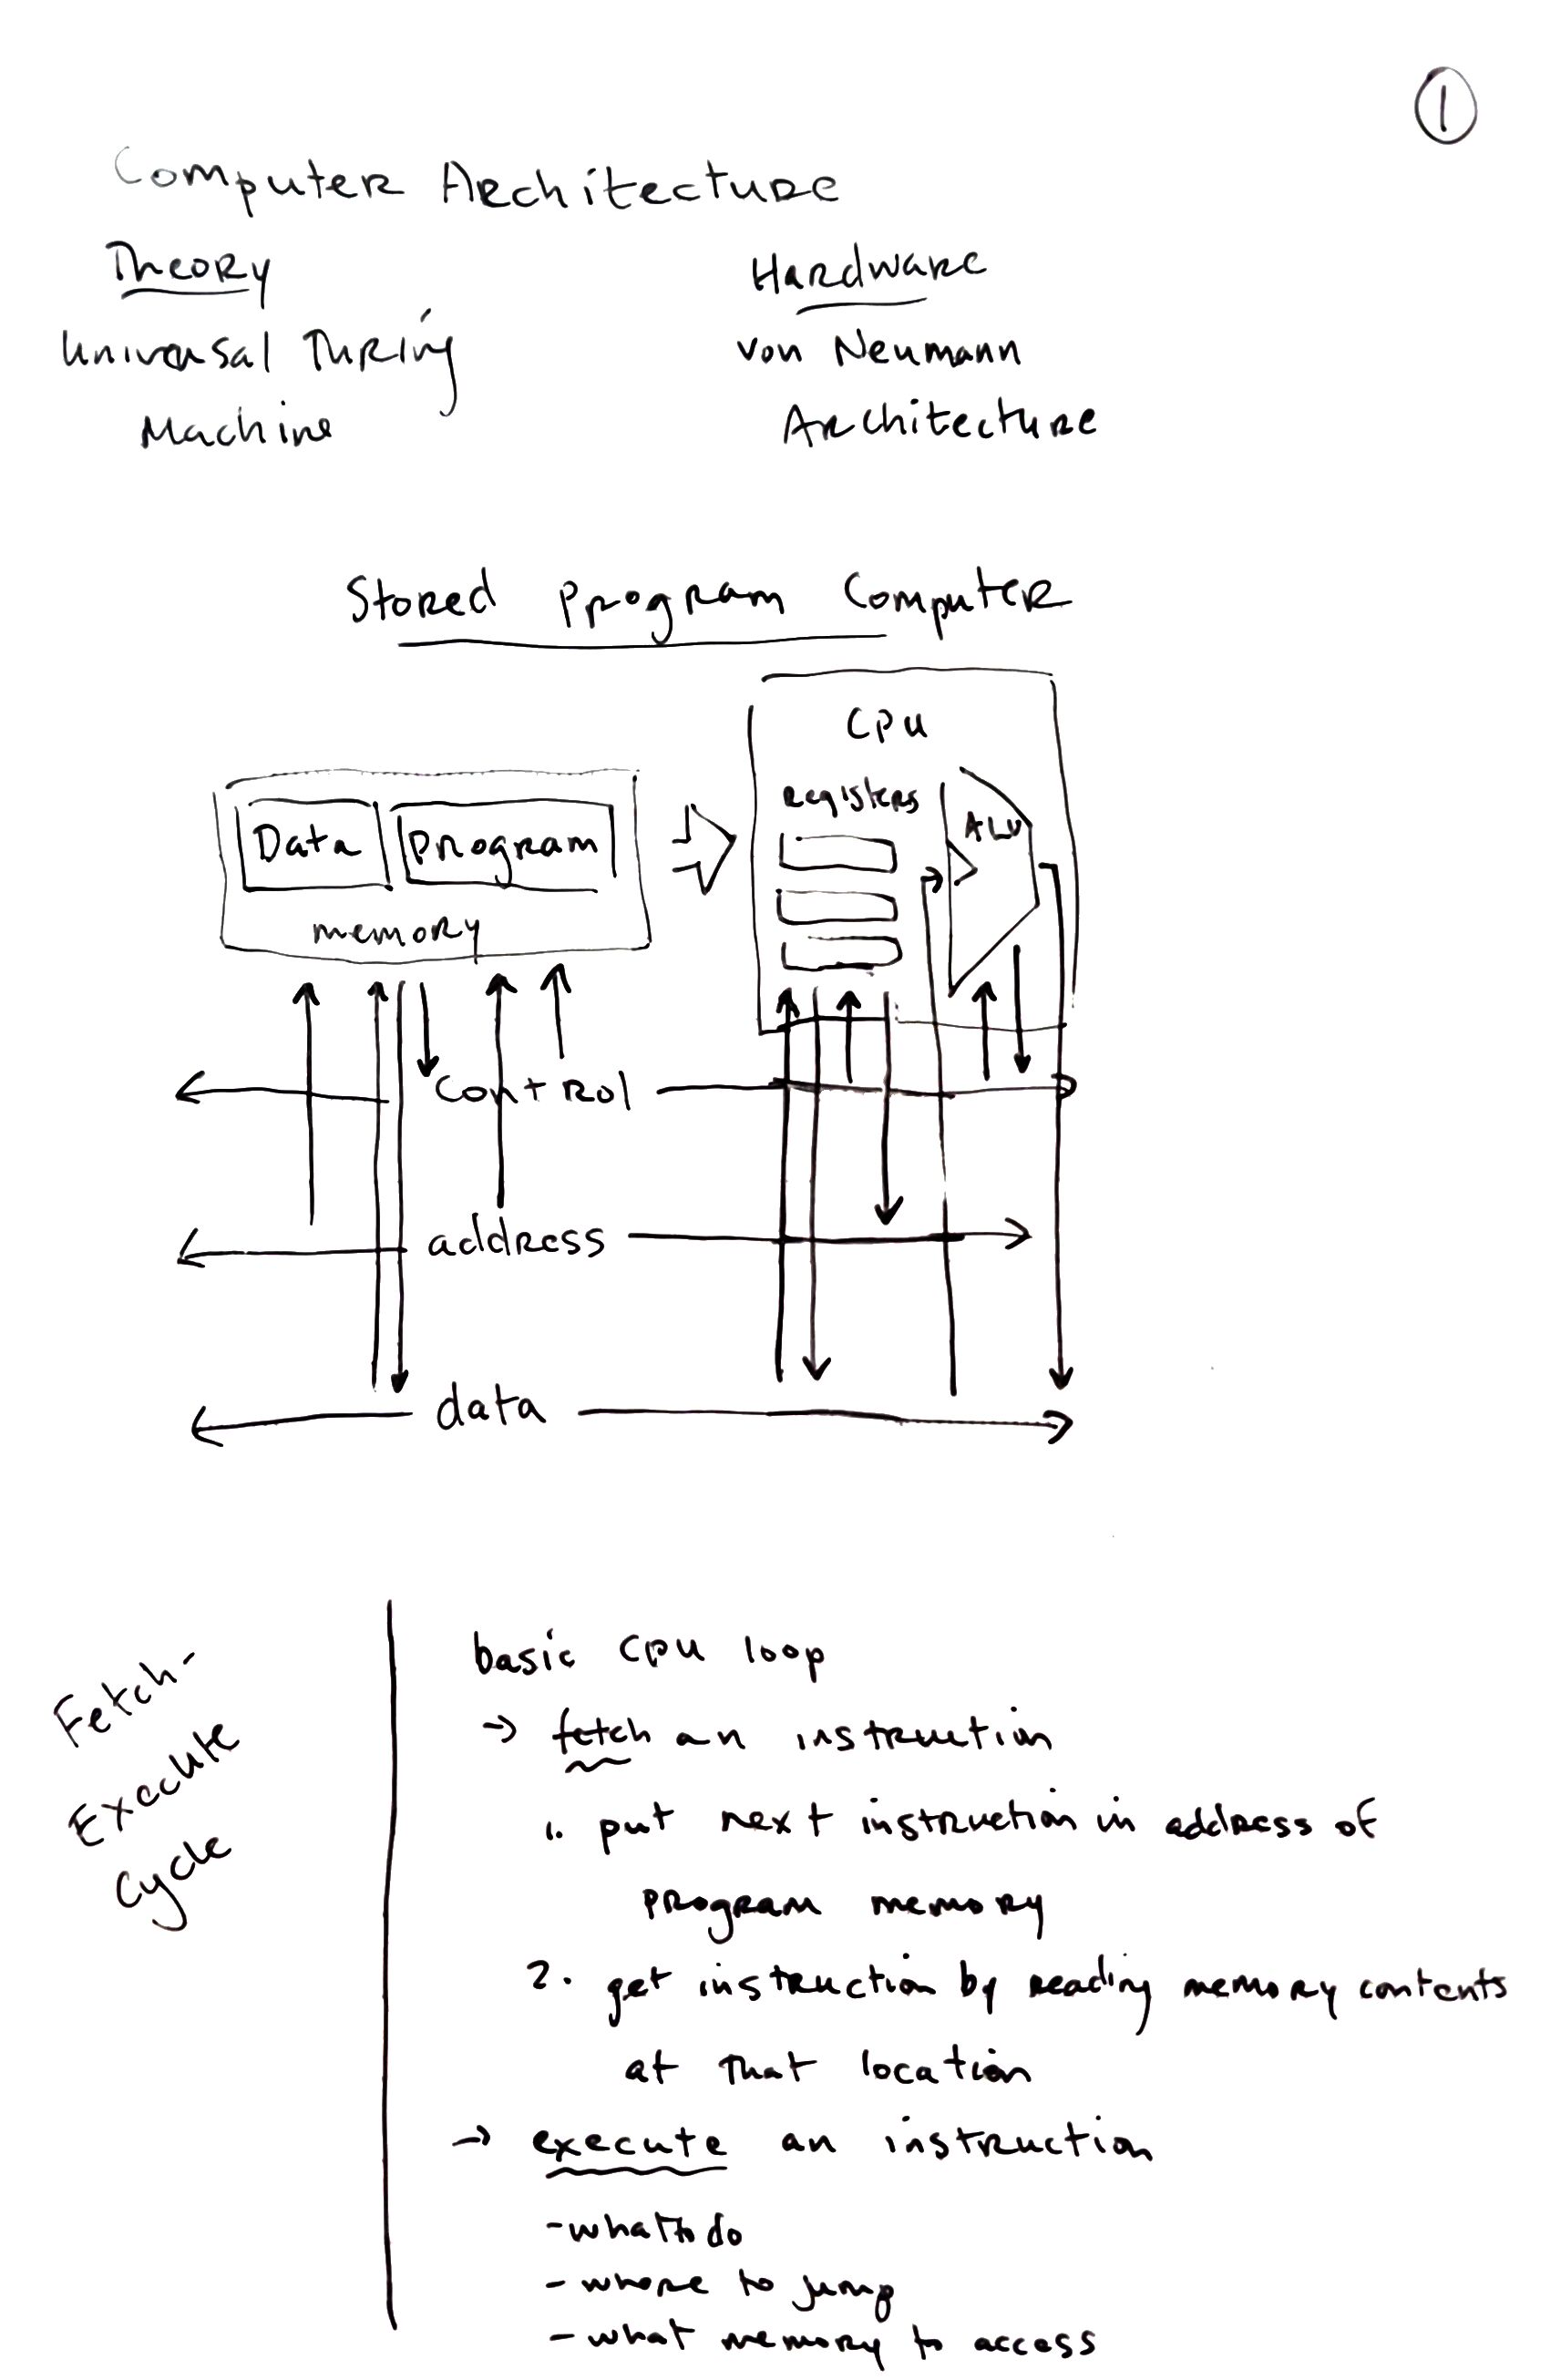 1
Computer Architecture
Theory
Hardware
Universal Turing
Machine
von Neumann
Architecture
Stored Program Computer
CPU
registers
ALU
Data
Program
memory
Control
address
data
Fetch-
Execute
Cycle
basic CPU loop
→ fetch an instruction
1. put next instruction in address of
program memory
2. get instruction by reading memory contents
at that location
→ execute an instruction
- what to do
- where to jump
- what memory to access